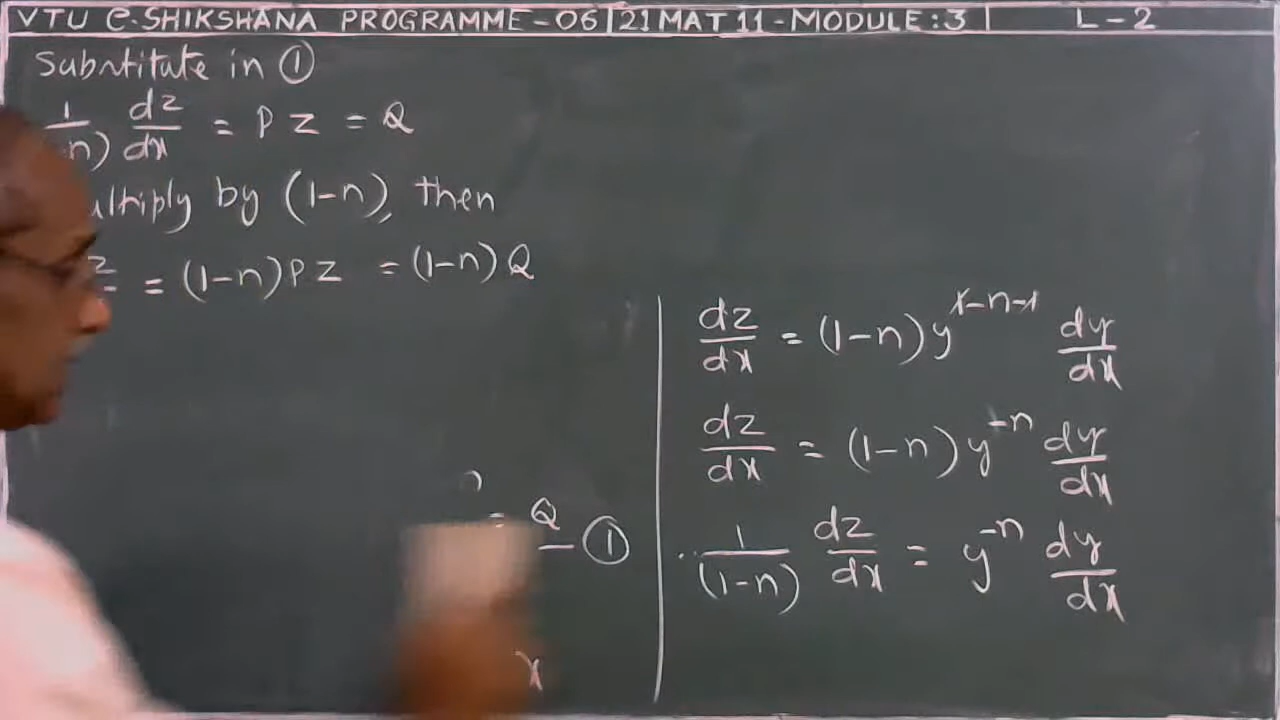 VTU e-SHIKSHANA PROGRAMME-06 | 21MAT11-MODULE:3 | L-2
Substitute in ①
1/ n) dz/dx = PZ = Q
by (1-n), then
= (1-n)PZ = (1-n)Q
= Q — ①
x
dz/dx = (1-n)y^(1-n-1) dy/dx
dz/dx = (1-n)y^(-n) dy/dx
1/(1-n) dz/dx = y^(-n) dy/dx